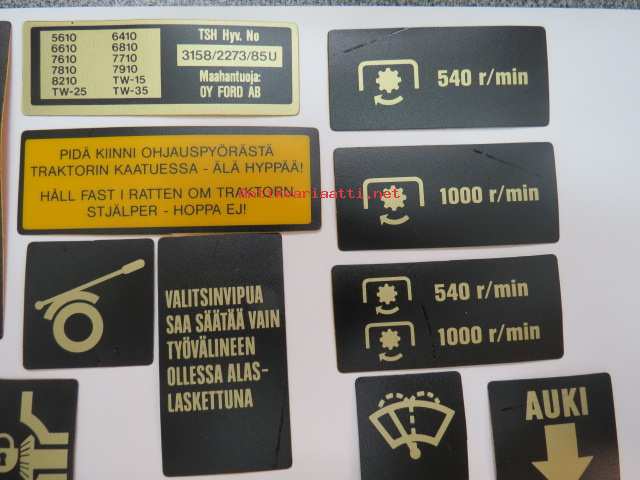 5610 6410
6610 6810
7610 7710
7810 7910
8210 TW-15
TW-25 TW-35
TSH Hyv. No
3158/2273/85U
Maahantuoja:
OY FORD AB
540 r/min
PIDÄ KIINNI OHJAUSPYÖRÄSTÄ
TRAKTORIN KAATUESSA - ÄLÄ HYPPÄÄ!
HÅLL FAST I RATTEN OM TRAKTORN
STJÄLPER - HOPPA EJ!
1000 r/min
VALITSINVIPUA
SAA SÄÄTÄÄ VAIN
TYÖVÄLINEEN
OLLESSA ALAS-
LASKETTUNA
540 r/min
1000 r/min
AUKI